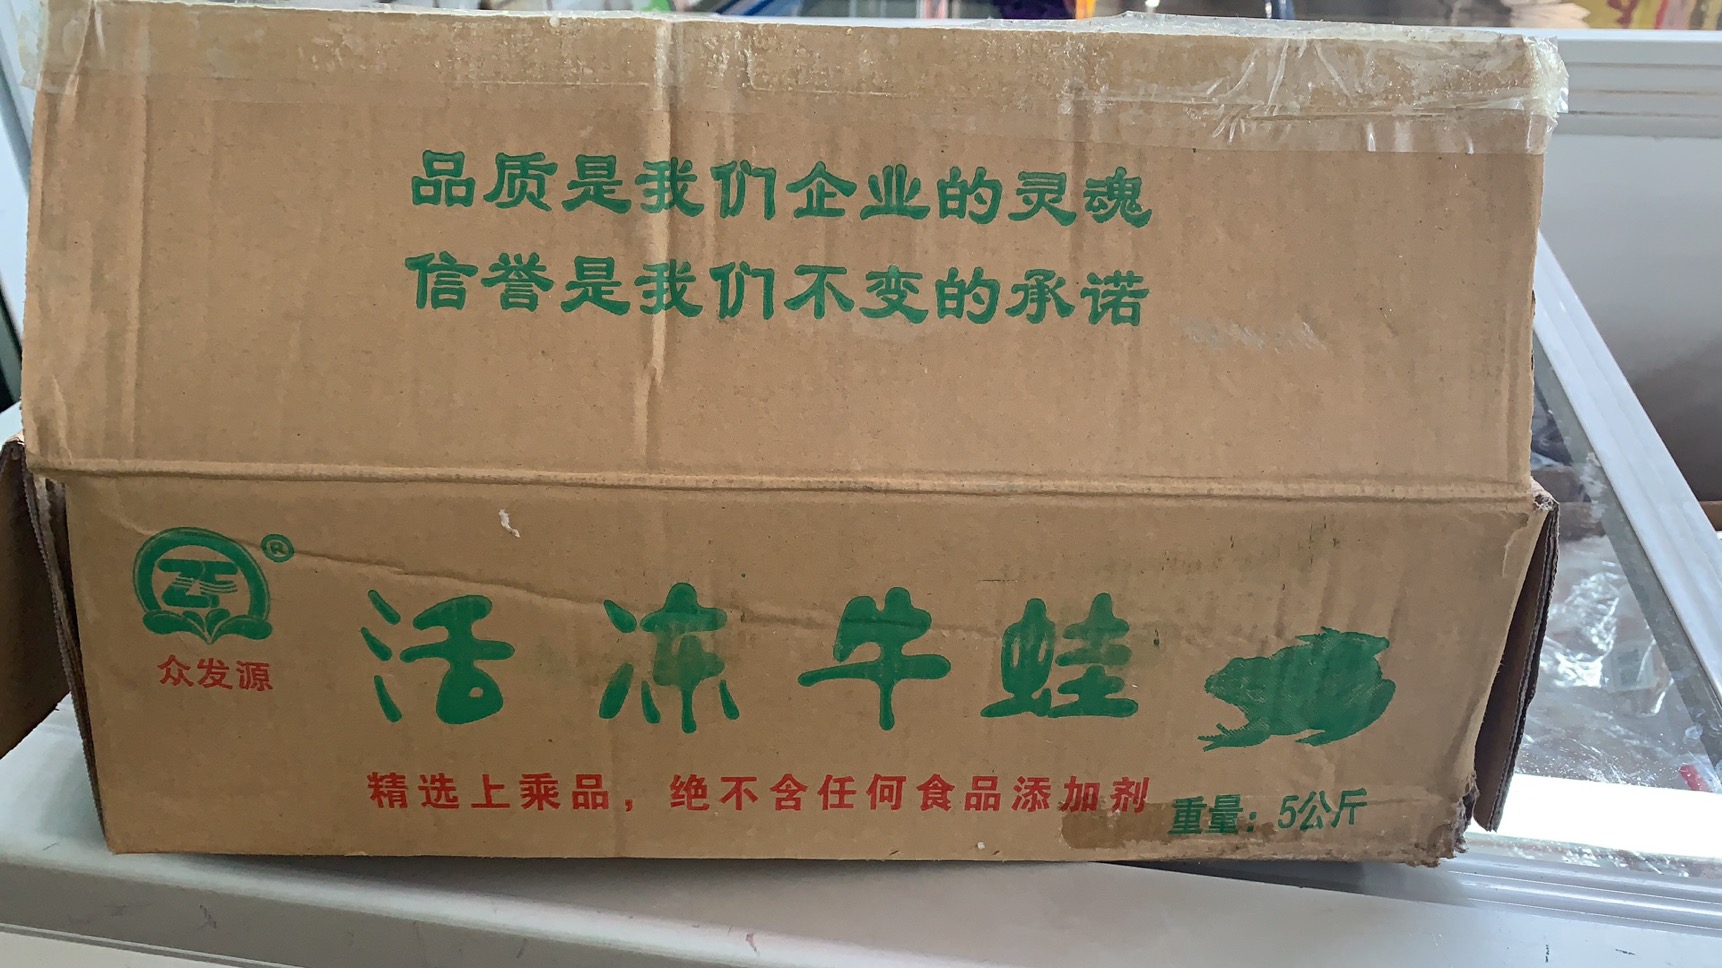 品质是我们企业的灵魂
信誉是我们不变的承诺
ZF®
众发源
活冻牛蛙
精选上乘品，绝不含任何食品添加剂
重量：5公斤